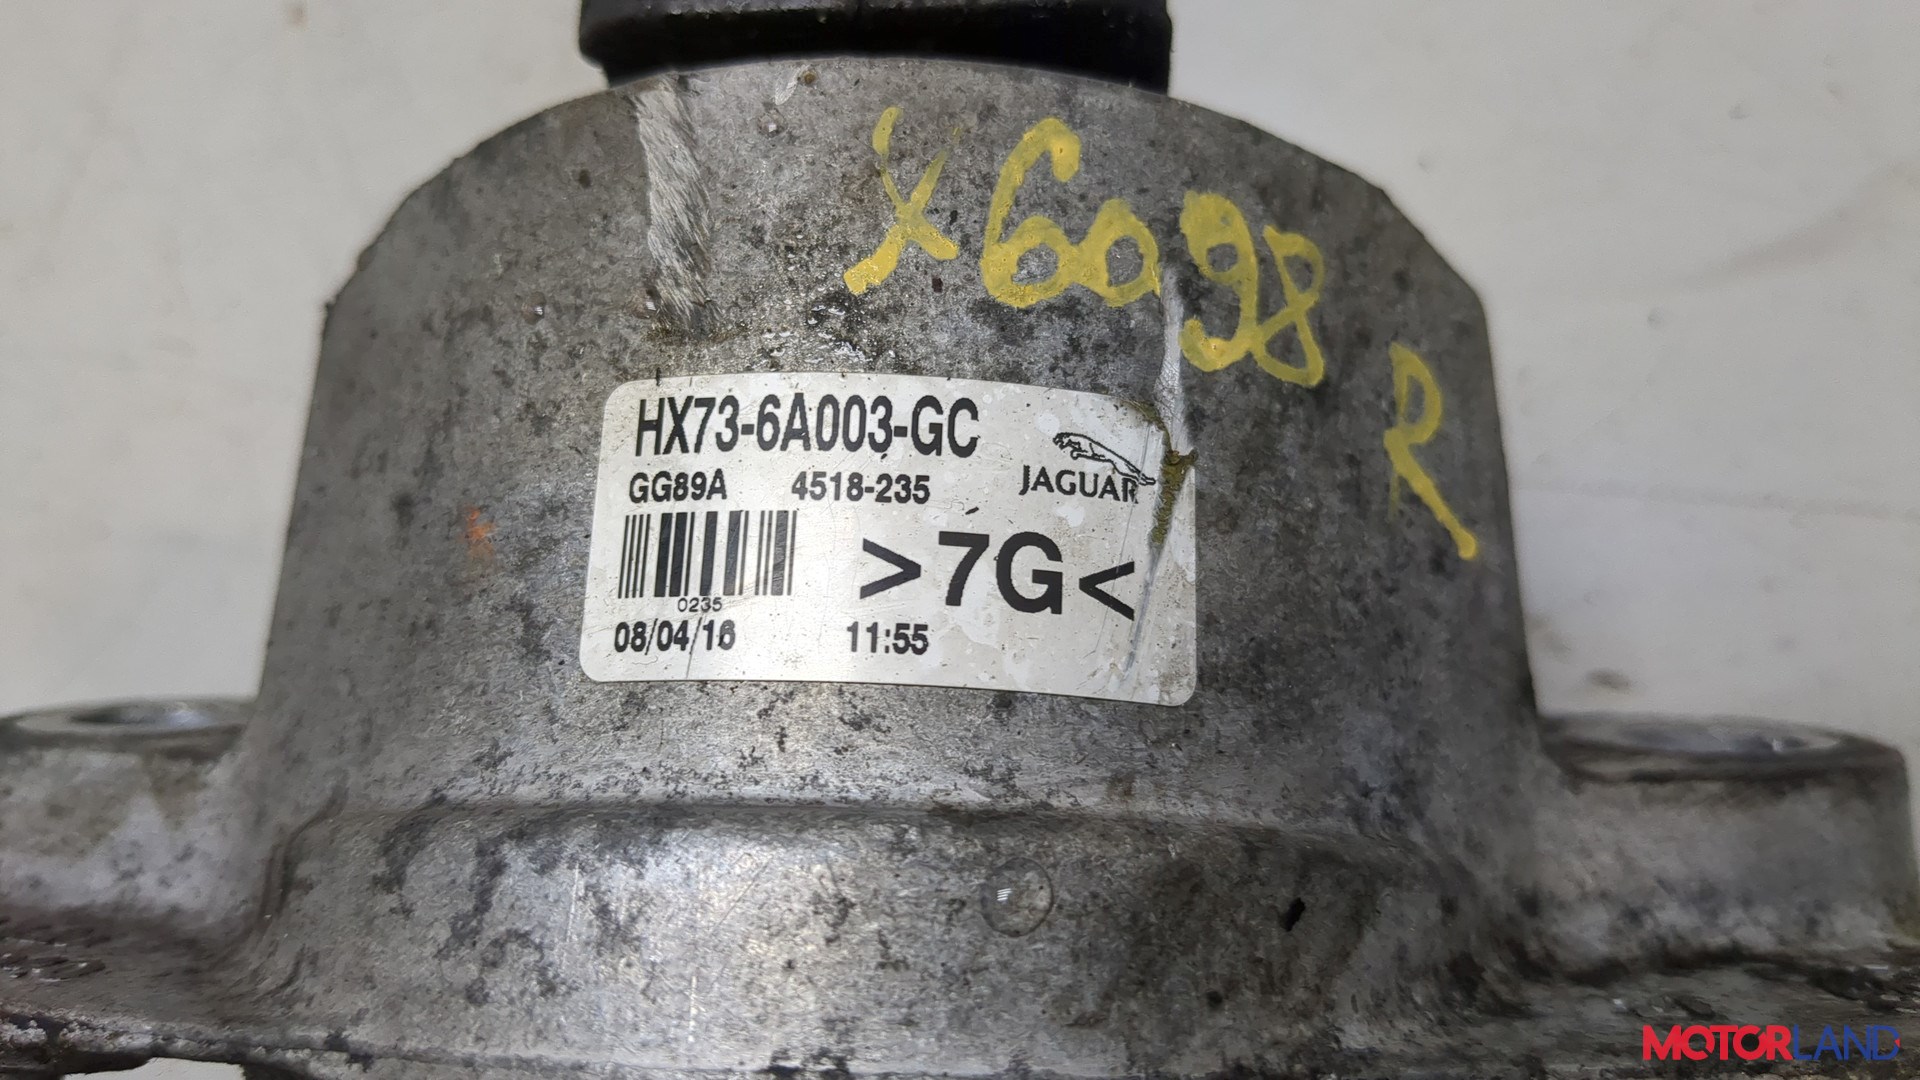 X6098
R
HX73-6A003-GC
GG89A 4518-235
JAGUAR
>7G<
0235
08/04/16 11:55
MOTORLAND